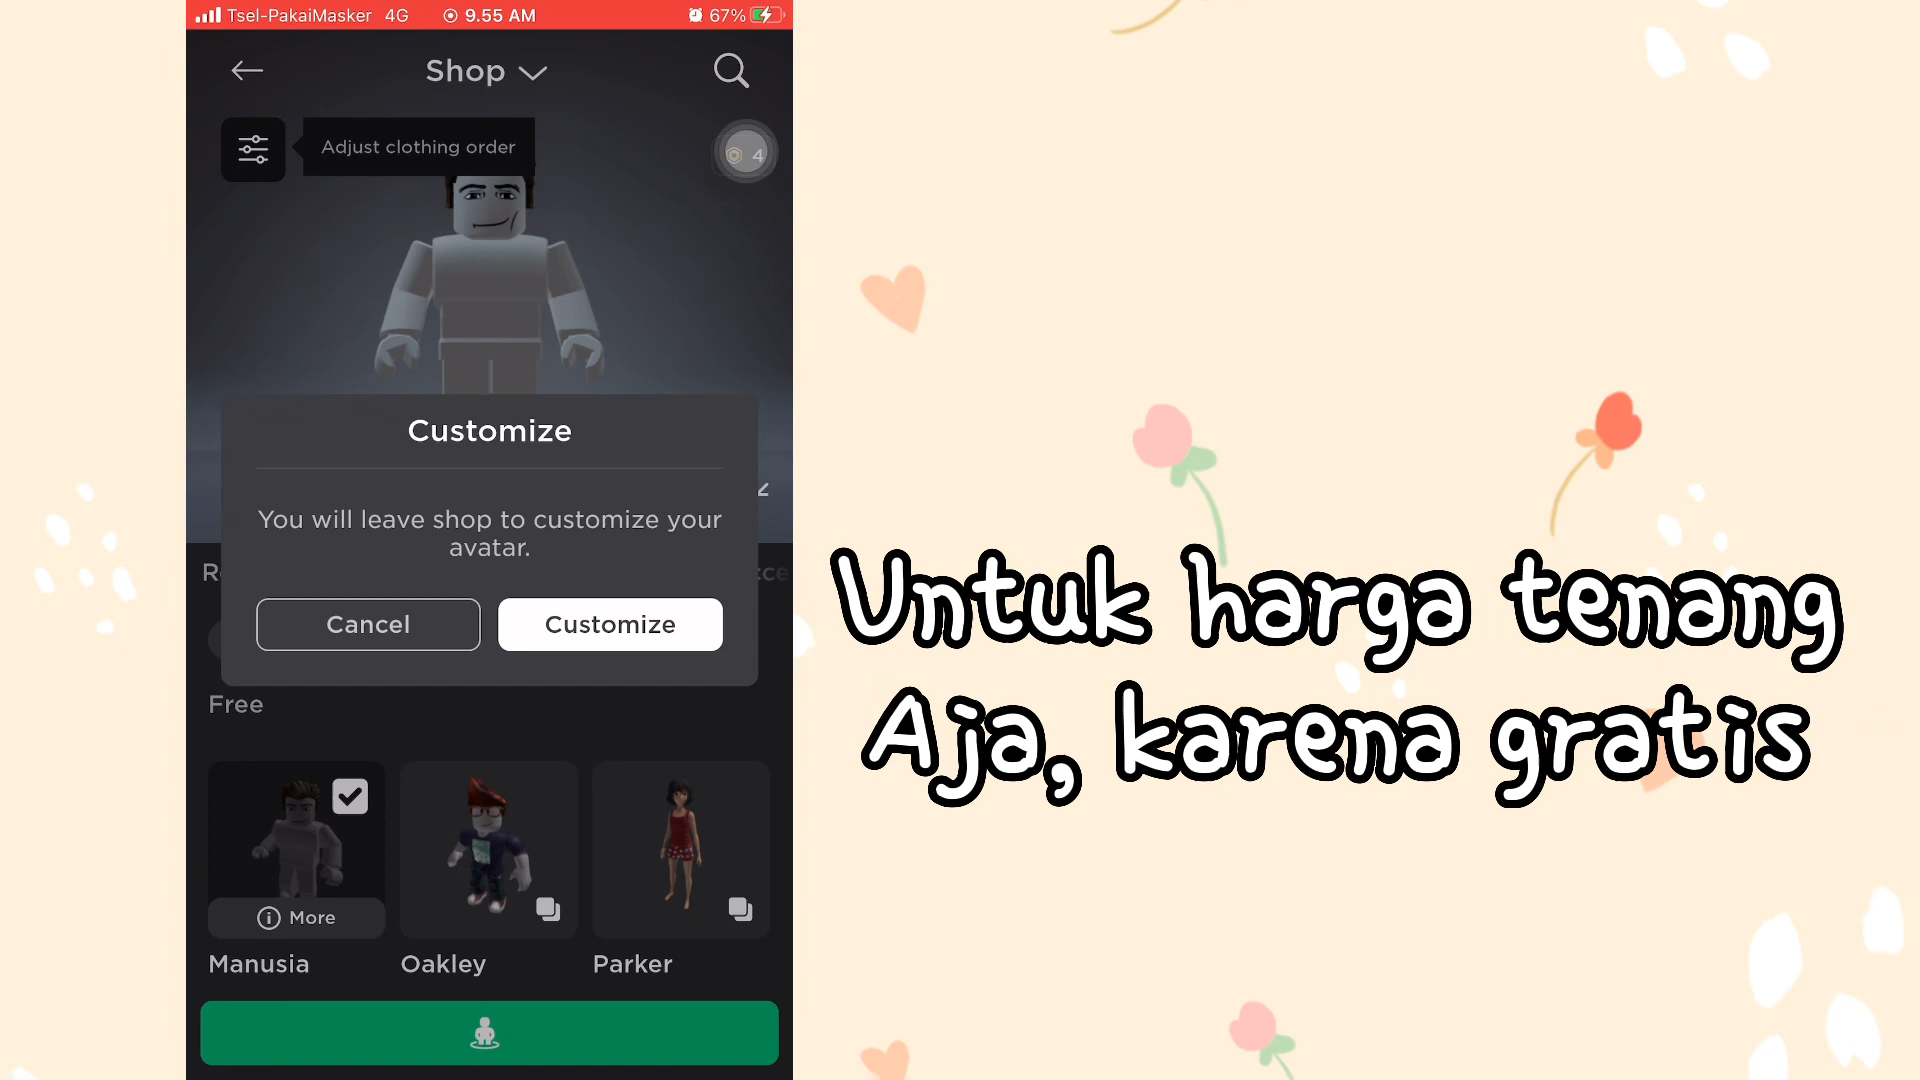 Tsel-PakaiMasker 4G 9.55 AM 67%
Shop
Adjust clothing order
4
Customize
You will leave shop to customize your
avatar.
Cancel Customize
Free
More
Manusia Oakley Parker
Untuk harga tenang
Aja, karena gratis